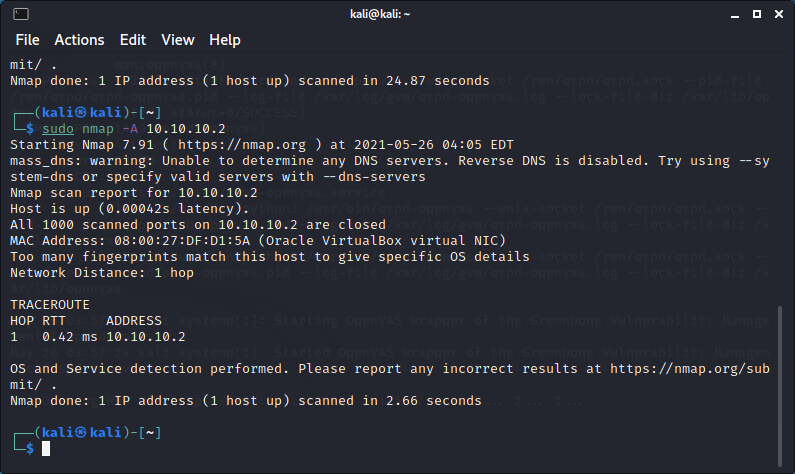 kali@kali: ~
File Actions Edit View Help
mit/ .
Nmap done: 1 IP address (1 host up) scanned in 24.87 seconds
┌──(kali㉿kali)-[~]
└─$ sudo nmap -A 10.10.10.2
Starting Nmap 7.91 ( https://nmap.org ) at 2021-05-26 04:05 EDT
mass_dns: warning: Unable to determine any DNS servers. Reverse DNS is disabled. Try using --sy
stem-dns or specify valid servers with --dns-servers
Nmap scan report for 10.10.10.2
Host is up (0.00042s latency).
All 1000 scanned ports on 10.10.10.2 are closed
MAC Address: 08:00:27:DF:D1:5A (Oracle VirtualBox virtual NIC)
Too many fingerprints match this host to give specific OS details
Network Distance: 1 hop
TRACEROUTE
HOP RTT     ADDRESS
1   0.42 ms 10.10.10.2
OS and Service detection performed. Please report any incorrect results at https://nmap.org/sub
mit/ .
Nmap done: 1 IP address (1 host up) scanned in 2.66 seconds
┌──(kali㉿kali)-[~]
└─$